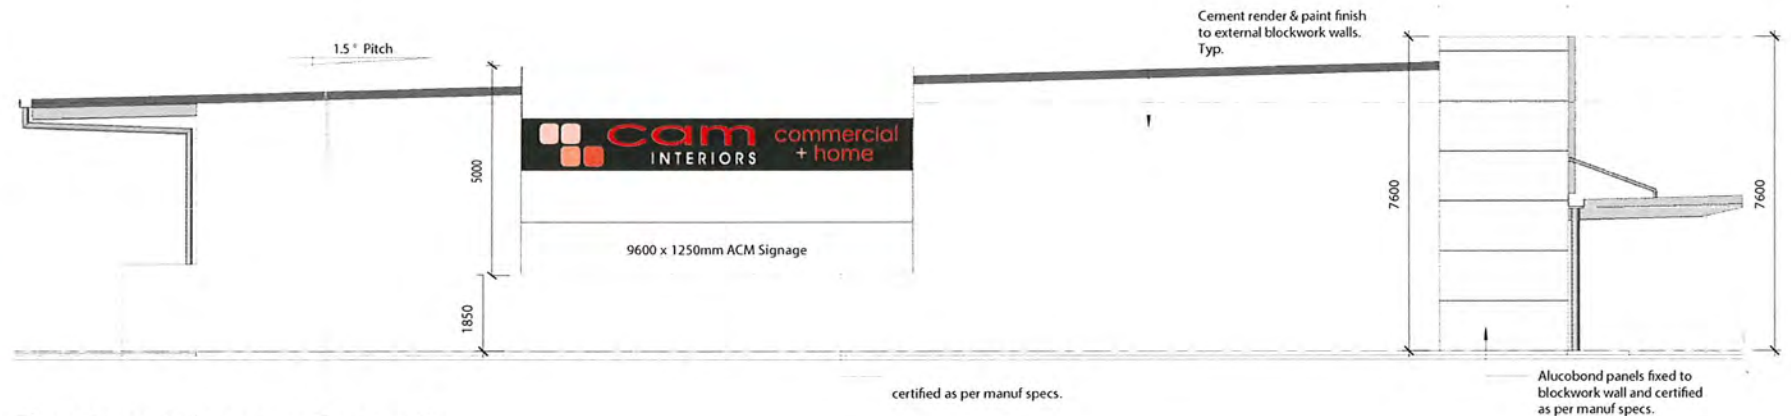 Cement render & paint finish
to external blockwork walls.
Typ.
1.5 ° Pitch
cam
INTERIORS
commercial
+ home
5000
7600
7600
9600 x 1250mm ACM Signage
1850
certified as per manuf specs.
Alucobond panels fixed to
blockwork wall and certified
as per manuf specs.